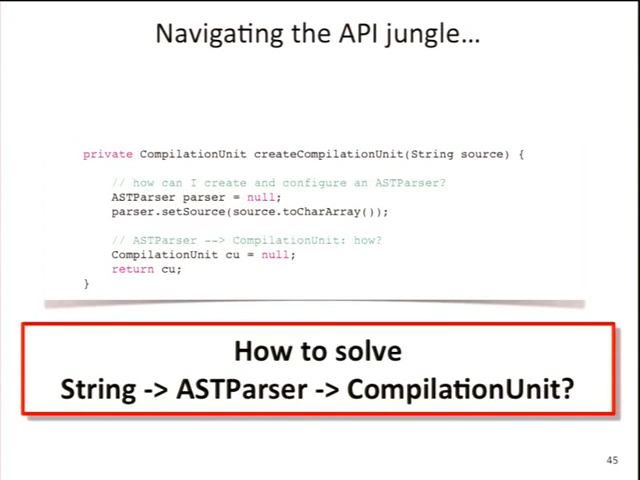 Navigating the API jungle…
private CompilationUnit createCompilationUnit(String source) {
// how can I create and configure an ASTParser?
ASTParser parser = null;
parser.setSource(source.toCharArray());
// ASTParser --> CompilationUnit: how?
CompilationUnit cu = null;
return cu;
}
How to solve
String -> ASTParser -> CompilationUnit?
45